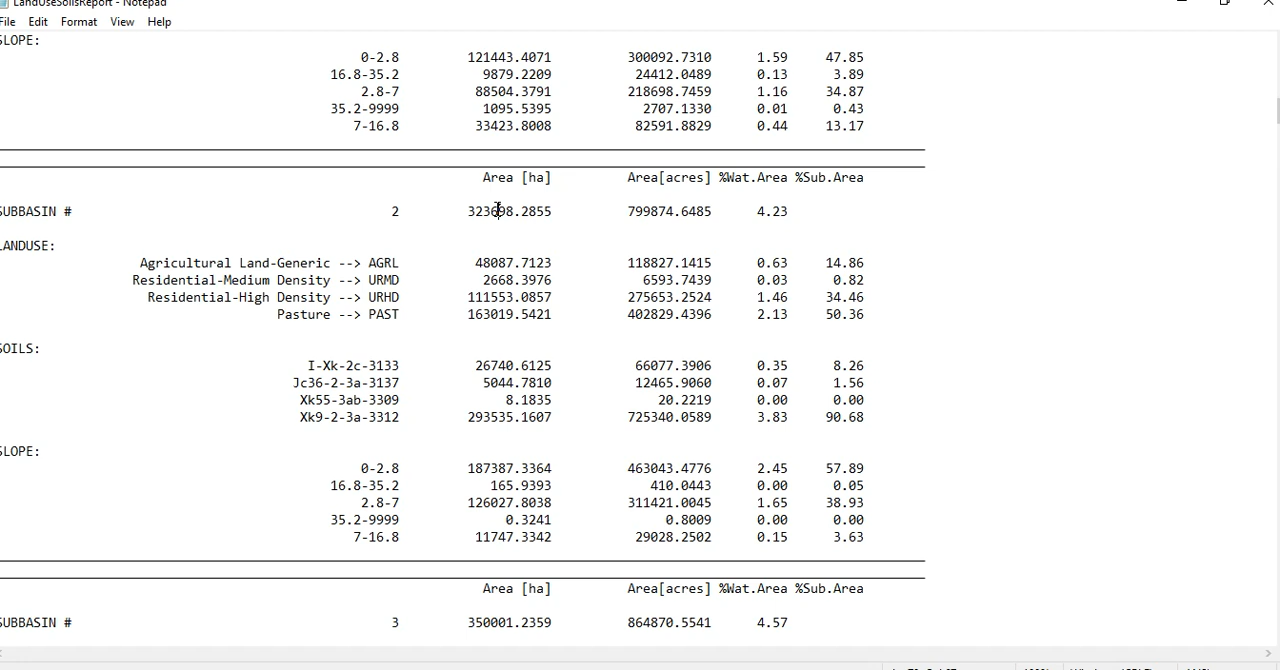 LandUseSoilsReport - Notepad
File Edit Format View Help
SLOPE:
0-2.8 121443.4071 300092.7310 1.59 47.85
16.8-35.2 9879.2209 24412.0489 0.13 3.89
2.8-7 88504.3791 218698.7459 1.16 34.87
35.2-9999 1095.5395 2707.1330 0.01 0.43
7-16.8 33423.8008 82591.8829 0.44 13.17
Area [ha] Area[acres] %Wat.Area %Sub.Area
SUBBASIN # 2 323698.2855 799874.6485 4.23
LANDUSE:
Agricultural Land-Generic --> AGRL 48087.7123 118827.1415 0.63 14.86
Residential-Medium Density --> URMD 2668.3976 6593.7439 0.03 0.82
Residential-High Density --> URHD 111553.0857 275653.2524 1.46 34.46
Pasture --> PAST 163019.5421 402829.4396 2.13 50.36
SOILS:
I-Xk-2c-3133 26740.6125 66077.3906 0.35 8.26
Jc36-2-3a-3137 5044.7810 12465.9060 0.07 1.56
Xk55-3ab-3309 8.1835 20.2219 0.00 0.00
Xk9-2-3a-3312 293535.1607 725340.0589 3.83 90.68
SLOPE:
0-2.8 187387.3364 463043.4776 2.45 57.89
16.8-35.2 165.9393 410.0443 0.00 0.05
2.8-7 126027.8038 311421.0045 1.65 38.93
35.2-9999 0.3241 0.8009 0.00 0.00
7-16.8 11747.3342 29028.2502 0.15 3.63
Area [ha] Area[acres] %Wat.Area %Sub.Area
SUBBASIN # 3 350001.2359 864870.5541 4.57